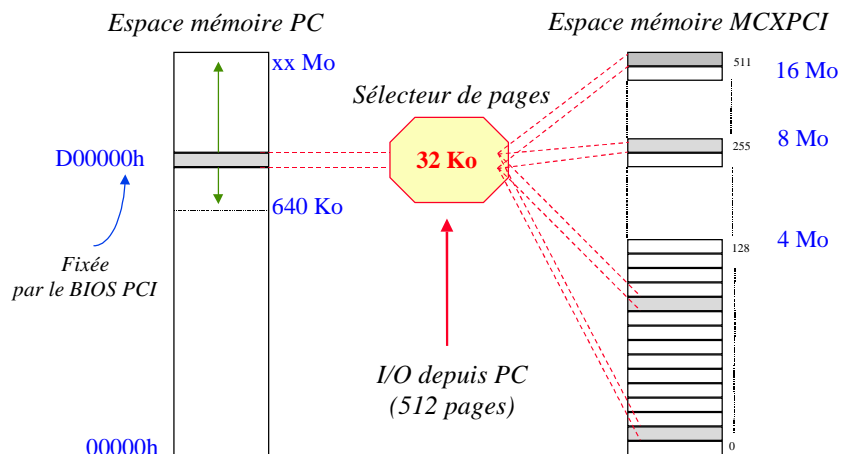 Espace mémoire PC
Espace mémoire MCXPCI
xx Mo
511
16 Mo
Sélecteur de pages
D00000h
32 Ko
255
8 Mo
640 Ko
128
4 Mo
Fixée
par le BIOS PCI
I/O depuis PC
(512 pages)
00000h
0